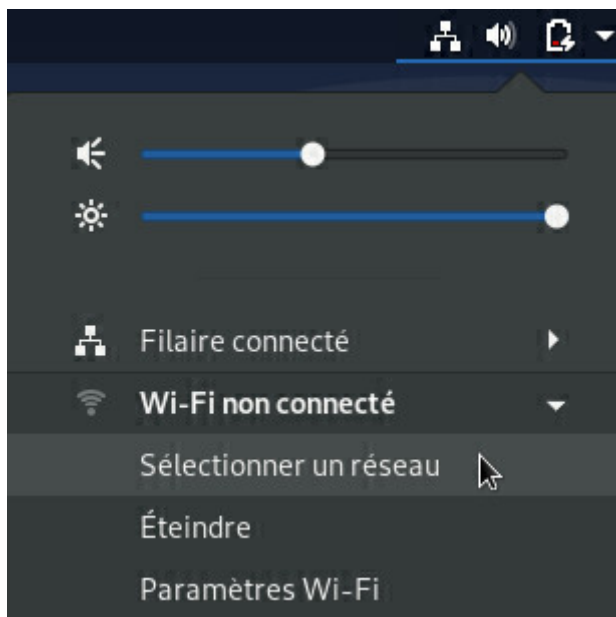 Filaire connecté
Wi-Fi non connecté
Sélectionner un réseau
Éteindre
Paramètres Wi-Fi